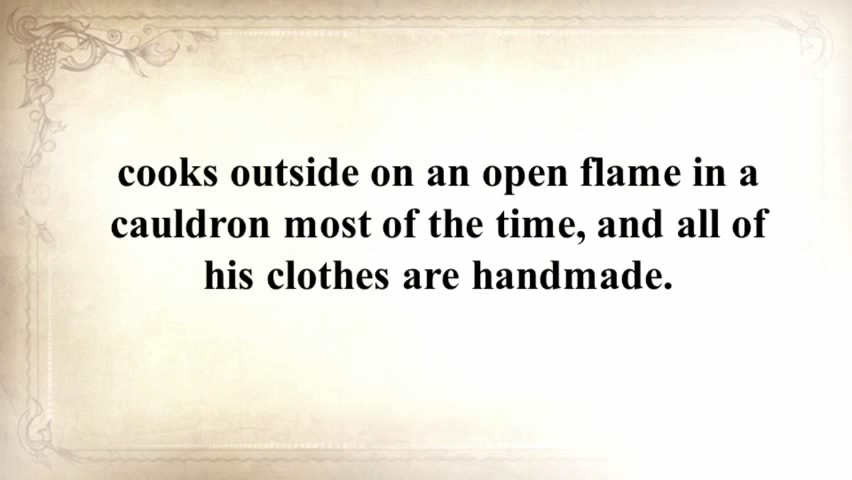 cooks outside on an open flame in a
cauldron most of the time, and all of
his clothes are handmade.